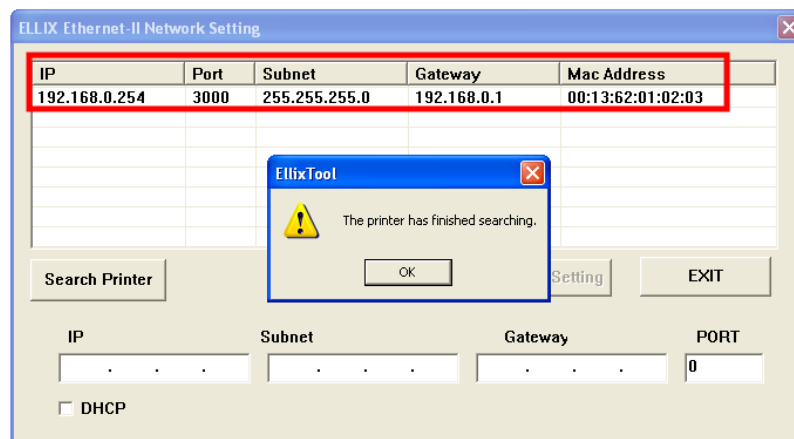 ELLIX Ethernet-II Network Setting
IP Port Subnet Gateway Mac Address
192.168.0.254 3000 255.255.255.0 192.168.0.1 00:13:62:01:02:03
EllixTool
The printer has finished searching.
OK
Search Printer Setting EXIT
IP Subnet Gateway PORT
. . . . . . . . . 0
DHCP